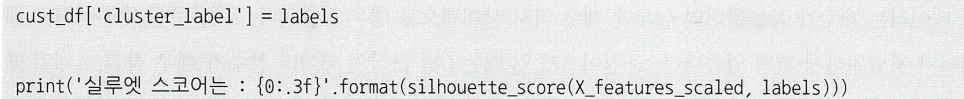 cust_df['cluster_label'] = labels
print('실루엣 스코어는 : {0:.3f}'.format(silhouette_score(X_features_scaled, labels)))